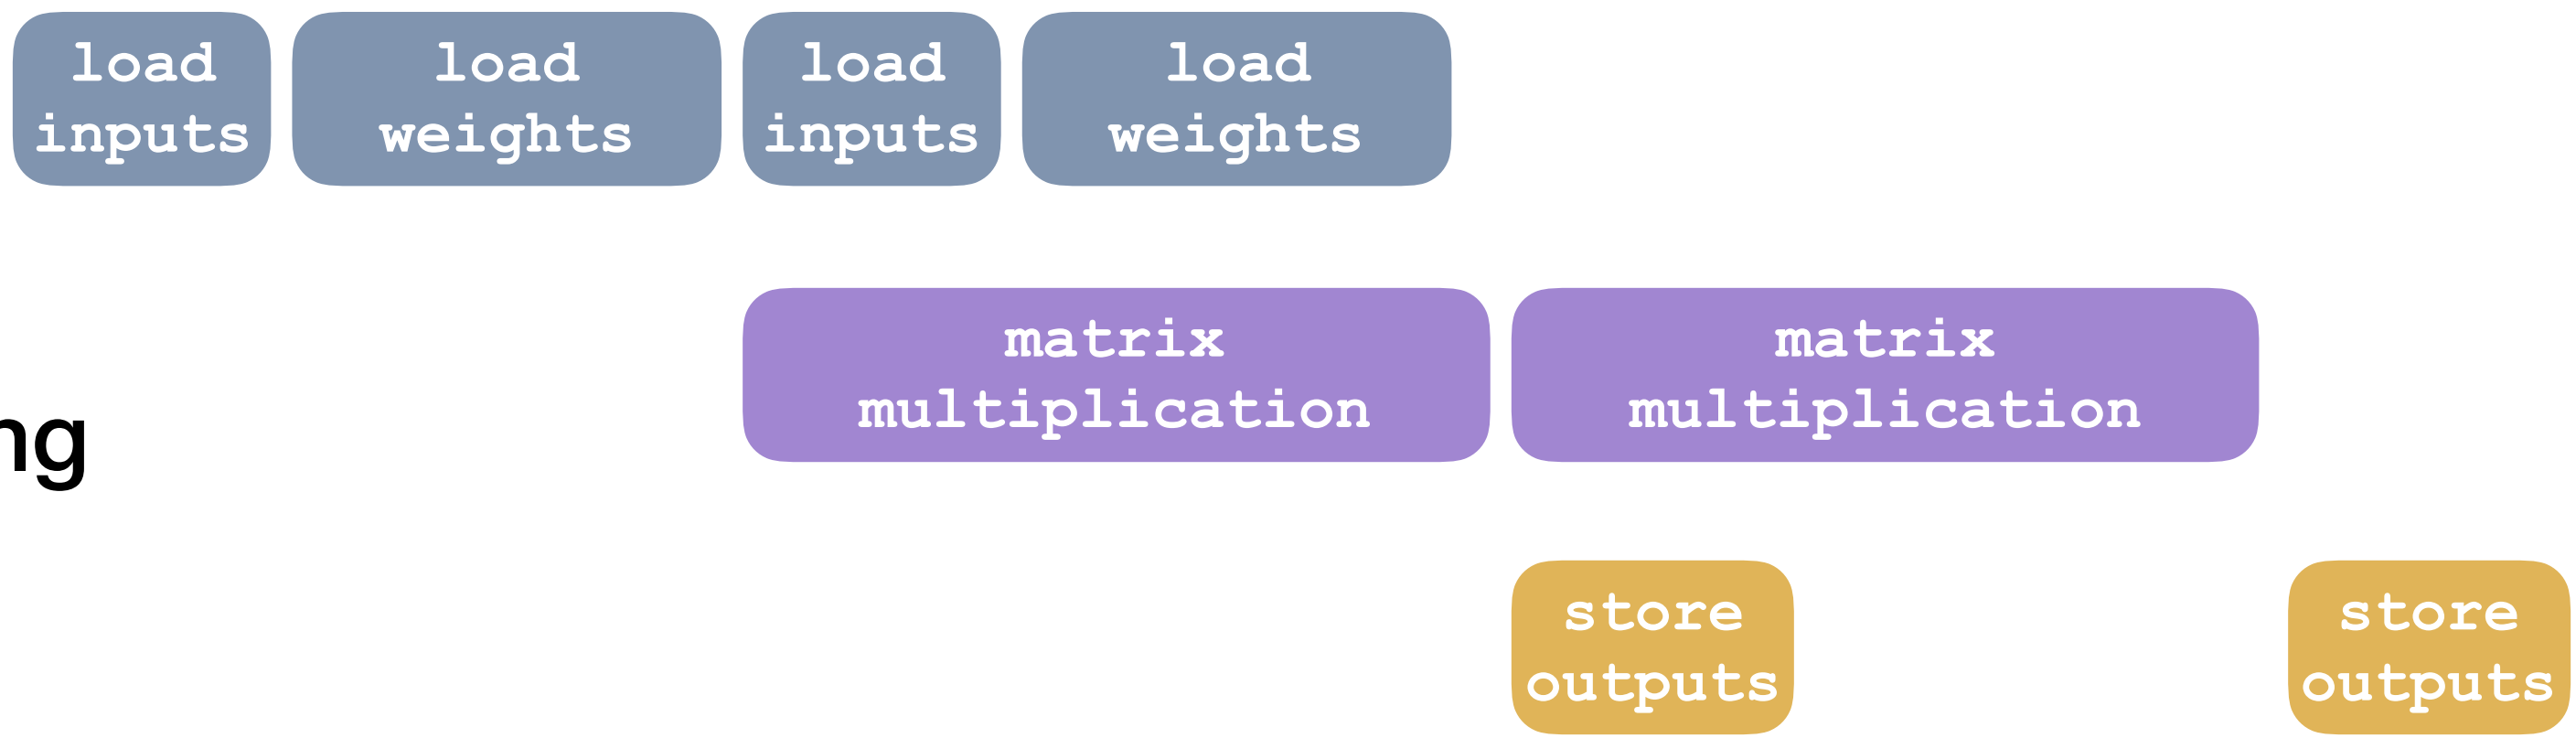 load
inputs
load
weights
load
inputs
load
weights
matrix
multiplication
matrix
multiplication
ng
store
outputs
store
outputs